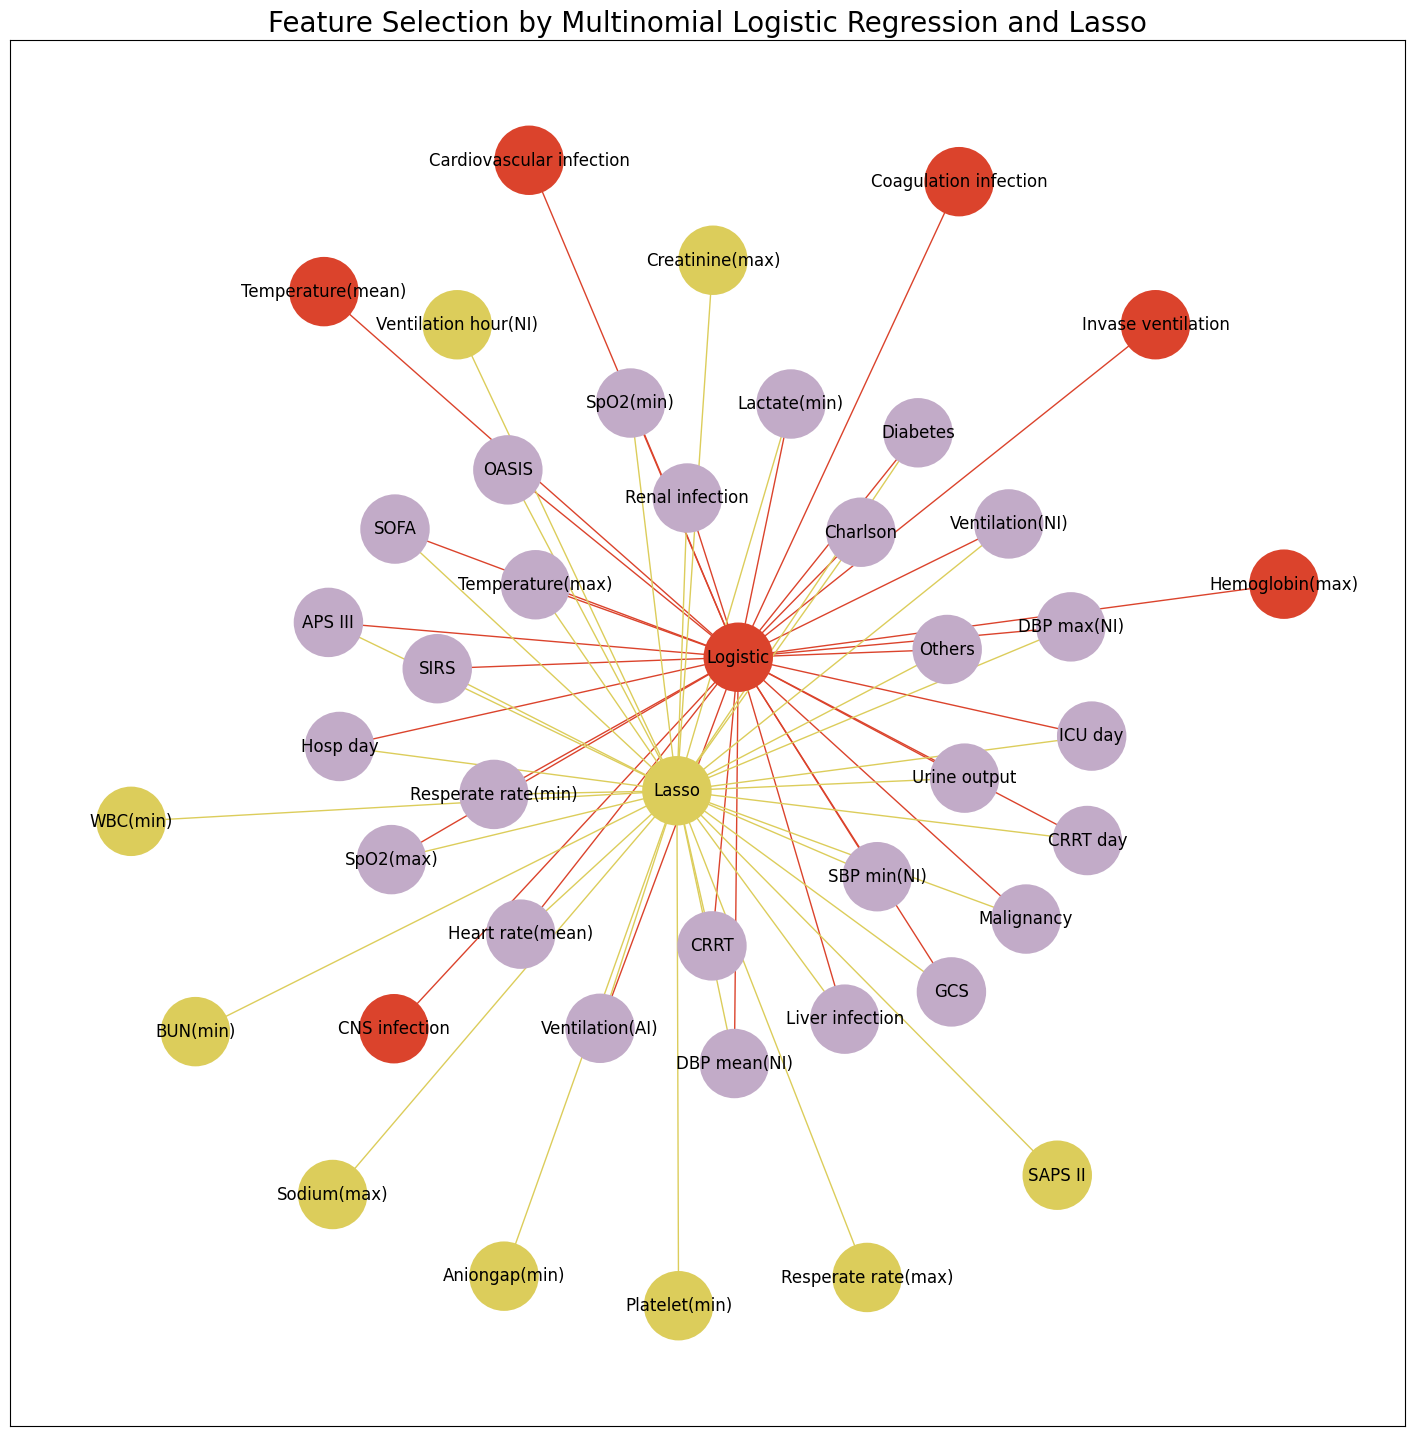 Feature Selection by Multinomial Logistic Regression and Lasso
Cardiovascular infection
Coagulation infection
Creatinine(max)
Temperature(mean)
Ventilation hour(NI)
Invase ventilation
SpO2(min)
Lactate(min)
Diabetes
OASIS
Renal infection
SOFA
Charlson
Ventilation(NI)
Temperature(max)
Hemoglobin(max)
APS III
DBP max(NI)
Others
Logistic
SIRS
Hosp day
ICU day
Urine output
Lasso
Resperate rate(min)
WBC(min)
CRRT day
SpO2(max)
SBP min(NI)
Malignancy
Heart rate(mean)
CRRT
GCS
Liver infection
BUN(min)
CNS infection
Ventilation(AI)
DBP mean(NI)
SAPS II
Sodium(max)
Aniongap(min)
Resperate rate(max)
Platelet(min)